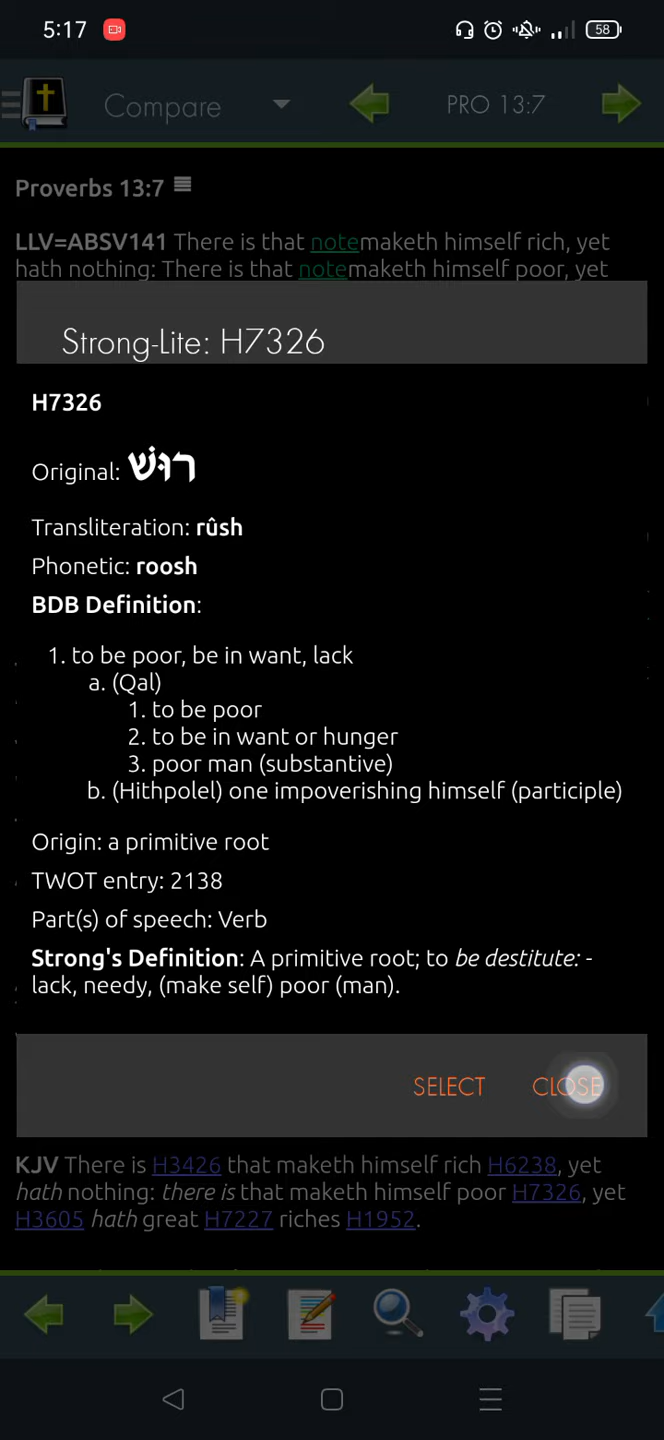 5:17 58
Compare PRO 13:7
Proverbs 13:7
LLV=ABSV141 There is that notemaketh himself rich, yet
hath nothing: There is that notemaketh himself poor, yet
Strong-Lite: H7326
H7326
Original: רוּשׁ
Transliteration: rûsh
Phonetic: roosh
BDB Definition:
1. to be poor, be in want, lack
a. (Qal)
1. to be poor
2. to be in want or hunger
3. poor man (substantive)
b. (Hithpolel) one impoverishing himself (participle)
Origin: a primitive root
TWOT entry: 2138
Part(s) of speech: Verb
Strong's Definition: A primitive root; to be destitute: -
lack, needy, (make self) poor (man).
SELECT CLOSE
KJV There is H3426 that maketh himself rich H6238, yet
hath nothing: there is that maketh himself poor H7326, yet
H3605 hath great H7227 riches H1952.